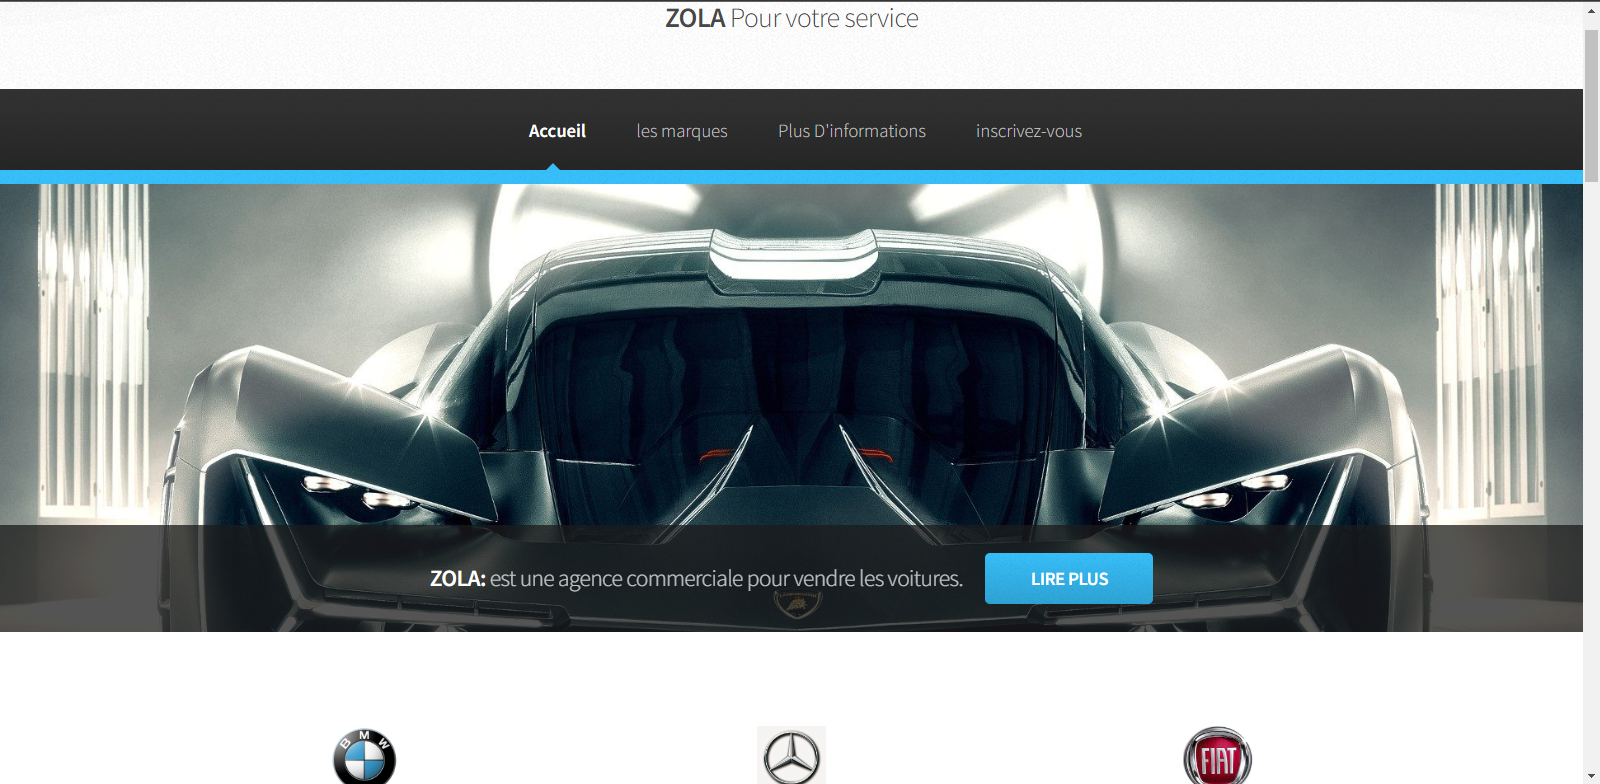 ZOLA Pour votre service
Accueil les marques Plus D'informations inscrivez-vous
ZOLA: est une agence commerciale pour vendre les voitures. LIRE PLUS
BMW
FIAT